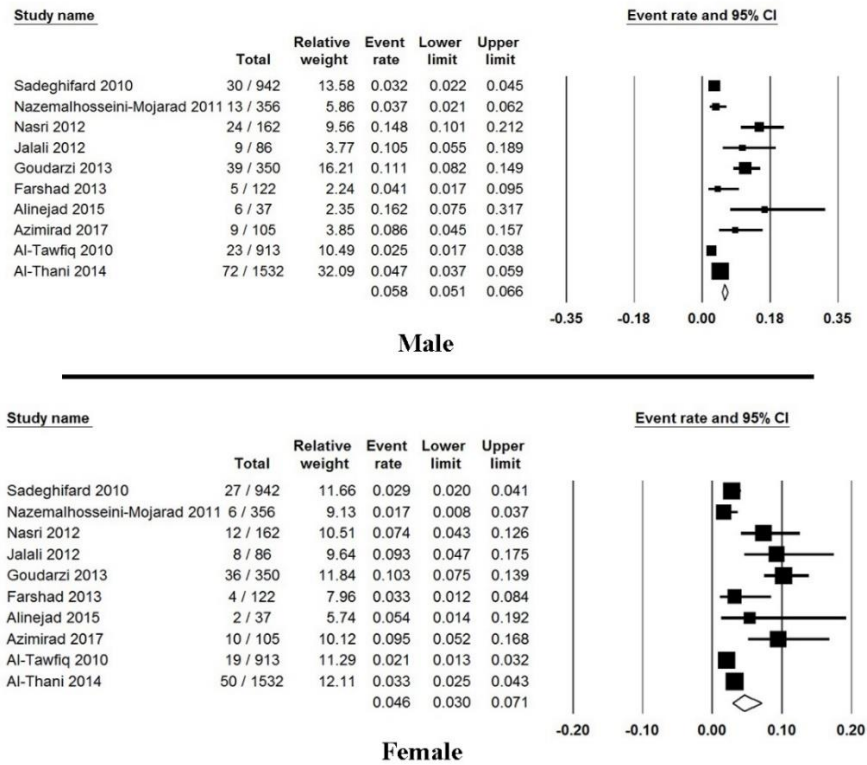 Study name Event rate and 95% CI
Relative Event Lower Upper
Total weight rate limit limit
Sadeghifard 2010 30 / 942 13.58 0.032 0.022 0.045
Nazemalhosseini-Mojarad 2011 13 / 356 5.86 0.037 0.021 0.062
Nasri 2012 24 / 162 9.56 0.148 0.101 0.212
Jalali 2012 9 / 86 3.77 0.105 0.055 0.189
Goudarzi 2013 39 / 350 16.21 0.111 0.082 0.149
Farshad 2013 5 / 122 2.24 0.041 0.017 0.095
Alinejad 2015 6 / 37 2.35 0.162 0.075 0.317
Azimirad 2017 9 / 105 3.85 0.086 0.045 0.157
Al-Tawfiq 2010 23 / 913 10.49 0.025 0.017 0.038
Al-Thani 2014 72 / 1532 32.09 0.047 0.037 0.059
0.058 0.051 0.066
-0.35 -0.18 0.00 0.18 0.35
Male
Study name Event rate and 95% CI
Relative Event Lower Upper
Total weight rate limit limit
Sadeghifard 2010 27 / 942 11.66 0.029 0.020 0.041
Nazemalhosseini-Mojarad 2011 6 / 356 9.13 0.017 0.008 0.037
Nasri 2012 12 / 162 10.51 0.074 0.043 0.126
Jalali 2012 8 / 86 9.64 0.093 0.047 0.175
Goudarzi 2013 36 / 350 11.84 0.103 0.075 0.139
Farshad 2013 4 / 122 7.96 0.033 0.012 0.084
Alinejad 2015 2 / 37 5.74 0.054 0.014 0.192
Azimirad 2017 10 / 105 10.12 0.095 0.052 0.168
Al-Tawfiq 2010 19 / 913 11.29 0.021 0.013 0.032
Al-Thani 2014 50 / 1532 12.11 0.033 0.025 0.043
0.046 0.030 0.071
-0.20 -0.10 0.00 0.10 0.20
Female